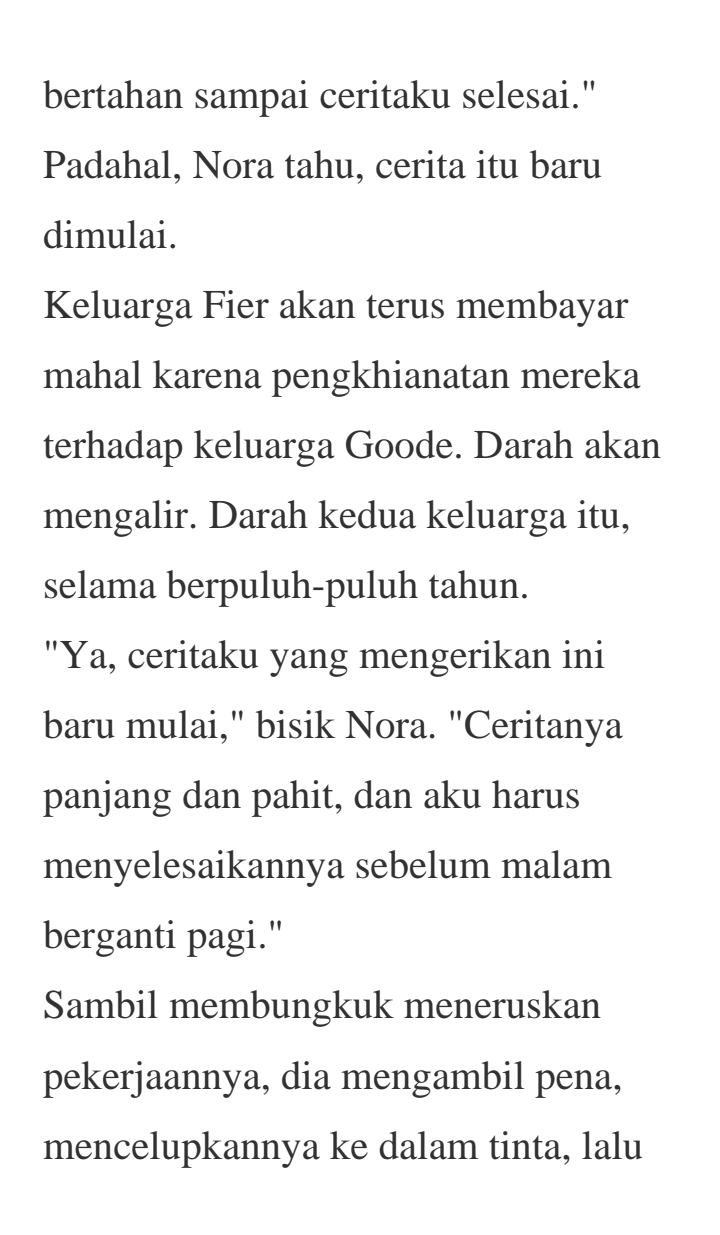 bertahan sampai ceritaku selesai."
Padahal, Nora tahu, cerita itu baru
dimulai.
Keluarga Fier akan terus membayar
mahal karena pengkhianatan mereka
terhadap keluarga Goode. Darah akan
mengalir. Darah kedua keluarga itu,
selama berpuluh-puluh tahun.
"Ya, ceritaku yang mengerikan ini
baru mulai," bisik Nora. "Ceritanya
panjang dan pahit, dan aku harus
menyelesaikannya sebelum malam
berganti pagi."
Sambil membungkuk meneruskan
pekerjaannya, dia mengambil pena,
mencelupkannya ke dalam tinta, lalu